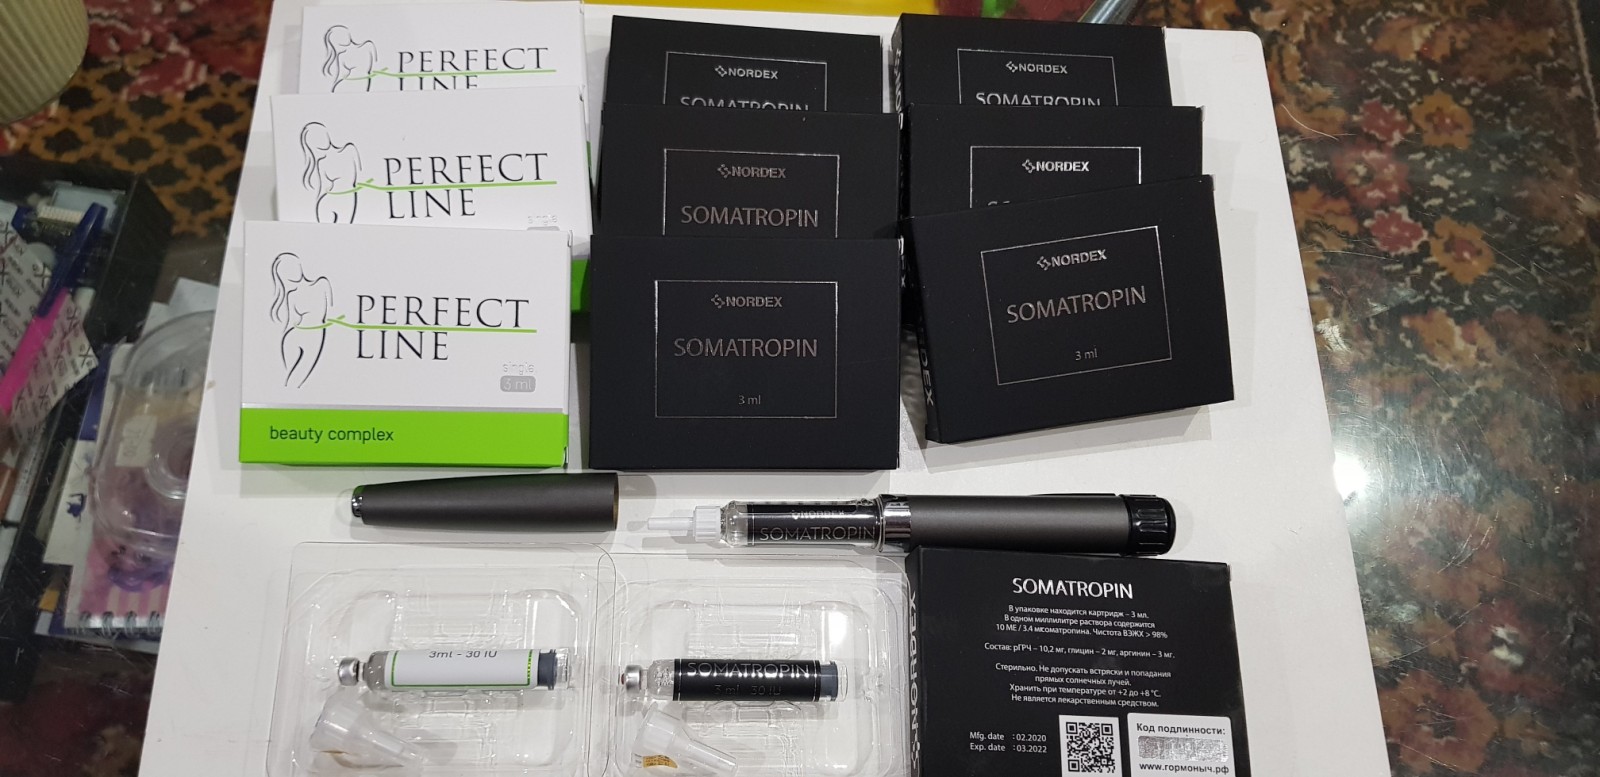 PERFECT
LINE
PERFECT
LINE
single
PERFECT
LINE
single
3 ml
beauty complex
NORDEX
SOMATROPIN
NORDEX
SOMATROPIN
NORDEX
SOMATROPIN
3 ml
NORDEX
SOMATROPIN
NORDEX
NORDEX
SOMATROPIN
3 ml
NORDEX
SOMATROPIN
3ml - 30 IU
SOMATROPIN
3 ml 30 IU
NORDEX
SOMATROPIN
В упаковке находится картридж – 3 мл.
В одном миллилитре раствора содержится
10 МЕ / 3.4 мг соматропина. Чистота ВЭЖХ > 98%
Состав: рГРЧ – 10,2 мг, глицин – 2 мг, аргинин – 3 мг.
Стерильно. Не допускать встряски и попадания
прямых солнечных лучей.
Хранить при температуре от +2 до +8 °С.
Не является лекарственным средством.
Mfg. date : 02.2020
Exp. date : 03.2022
Код подлинности:
www.гормоныч.рф